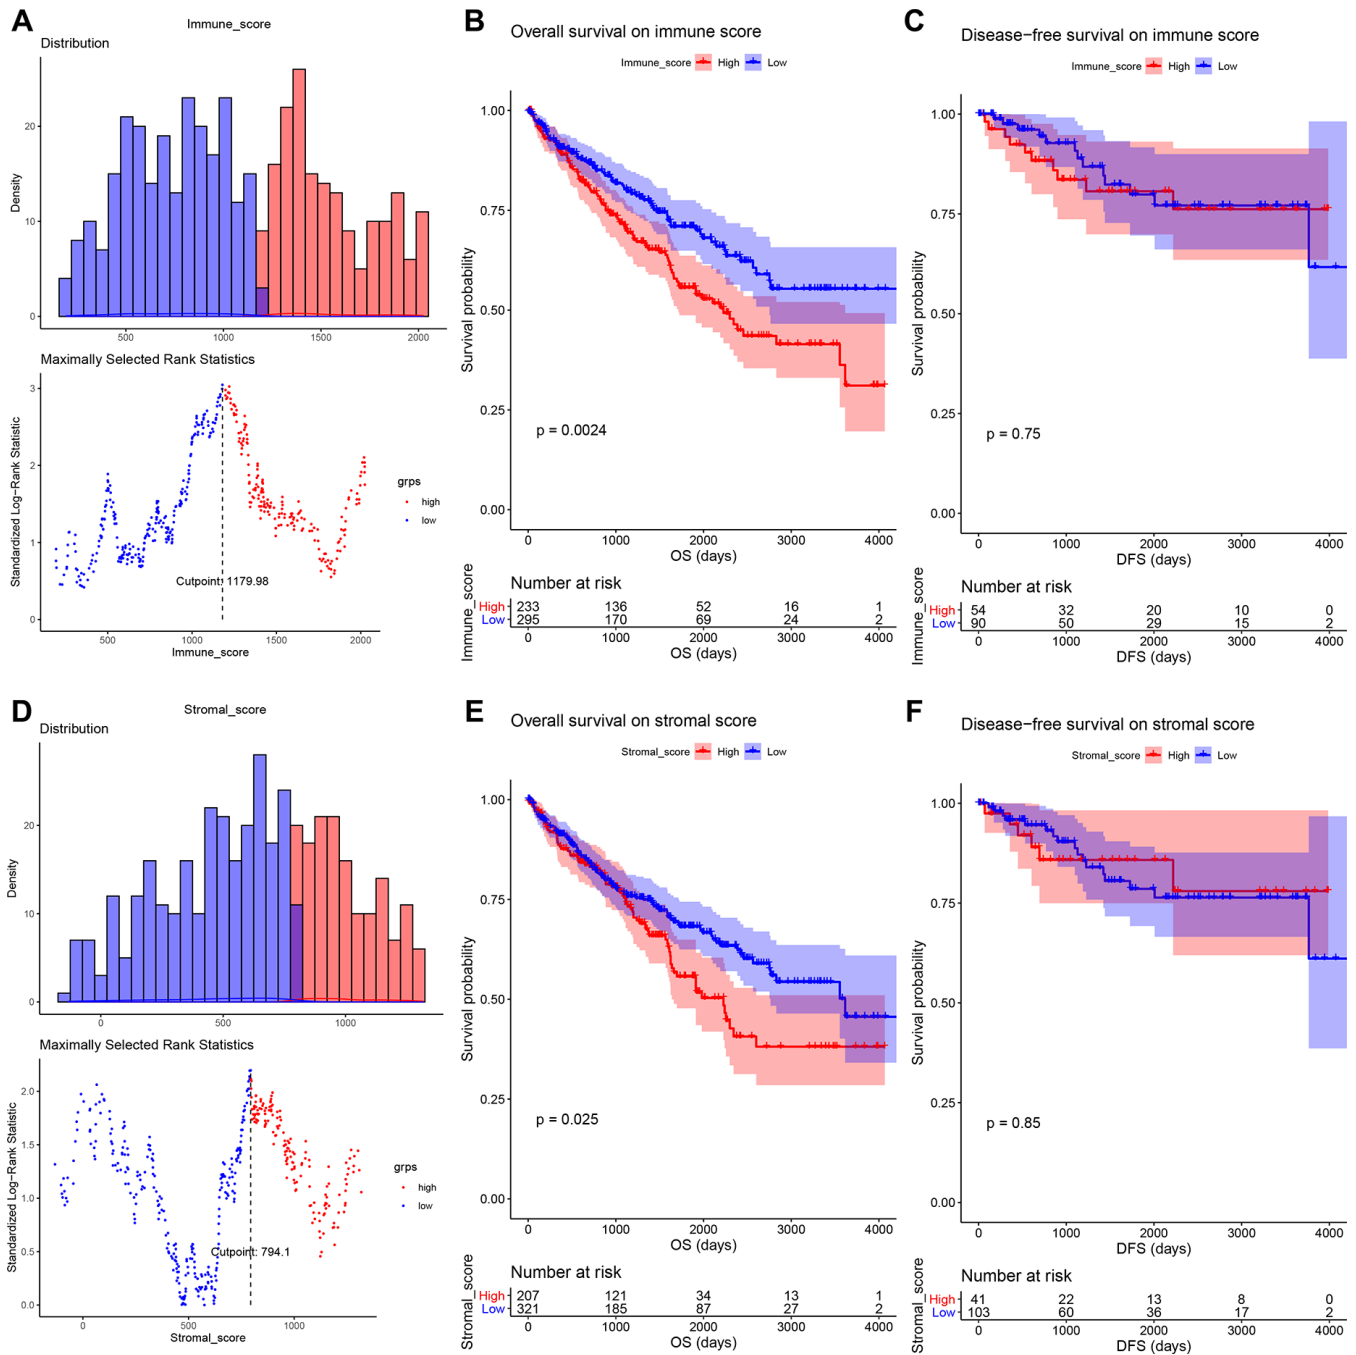 A
Immune_score
Distribution
Density
20
10
0
500
1000
1500
2000
Maximally Selected Rank Statistics
Standardized Log-Rank Statistic
3
2
1
0
Cutpoint: 1179.98
grps
high
low
500
1000
1500
2000
Immune_score
B
Overall survival on immune score
Immune_score High Low
Survival probability
1.00
0.75
0.50
0.25
0.00
p = 0.0024
0 1000 2000 3000 4000
OS (days)
Number at risk
Immune_score
High 233 136 52 16 1
Low 295 170 69 24 2
0 1000 2000 3000 4000
OS (days)
C
Disease-free survival on immune score
Immune_score High Low
Survival probability
1.00
0.75
0.50
0.25
0.00
p = 0.75
0 1000 2000 3000 4000
DFS (days)
Number at risk
Immune_score
High 54 32 20 10 0
Low 90 50 29 15 2
0 1000 2000 3000 4000
DFS (days)
D
Stromal_score
Distribution
Density
20
10
0
0 500 1000
Maximally Selected Rank Statistics
Standardized Log-Rank Statistic
2.0
1.5
1.0
0.5
0.0
Cutpoint: 794.1
grps
high
low
0 500 1000
Stromal_score
E
Overall survival on stromal score
Stromal_score High Low
Survival probability
1.00
0.75
0.50
0.25
0.00
p = 0.025
0 1000 2000 3000 4000
OS (days)
Number at risk
Stromal_score
High 207 121 34 13 1
Low 321 185 87 27 2
0 1000 2000 3000 4000
OS (days)
F
Disease-free survival on stromal score
Stromal_score High Low
Survival probability
1.00
0.75
0.50
0.25
0.00
p = 0.85
0 1000 2000 3000 4000
DFS (days)
Number at risk
Stromal_score
High 41 22 13 8 0
Low 103 60 36 17 2
0 1000 2000 3000 4000
DFS (days)